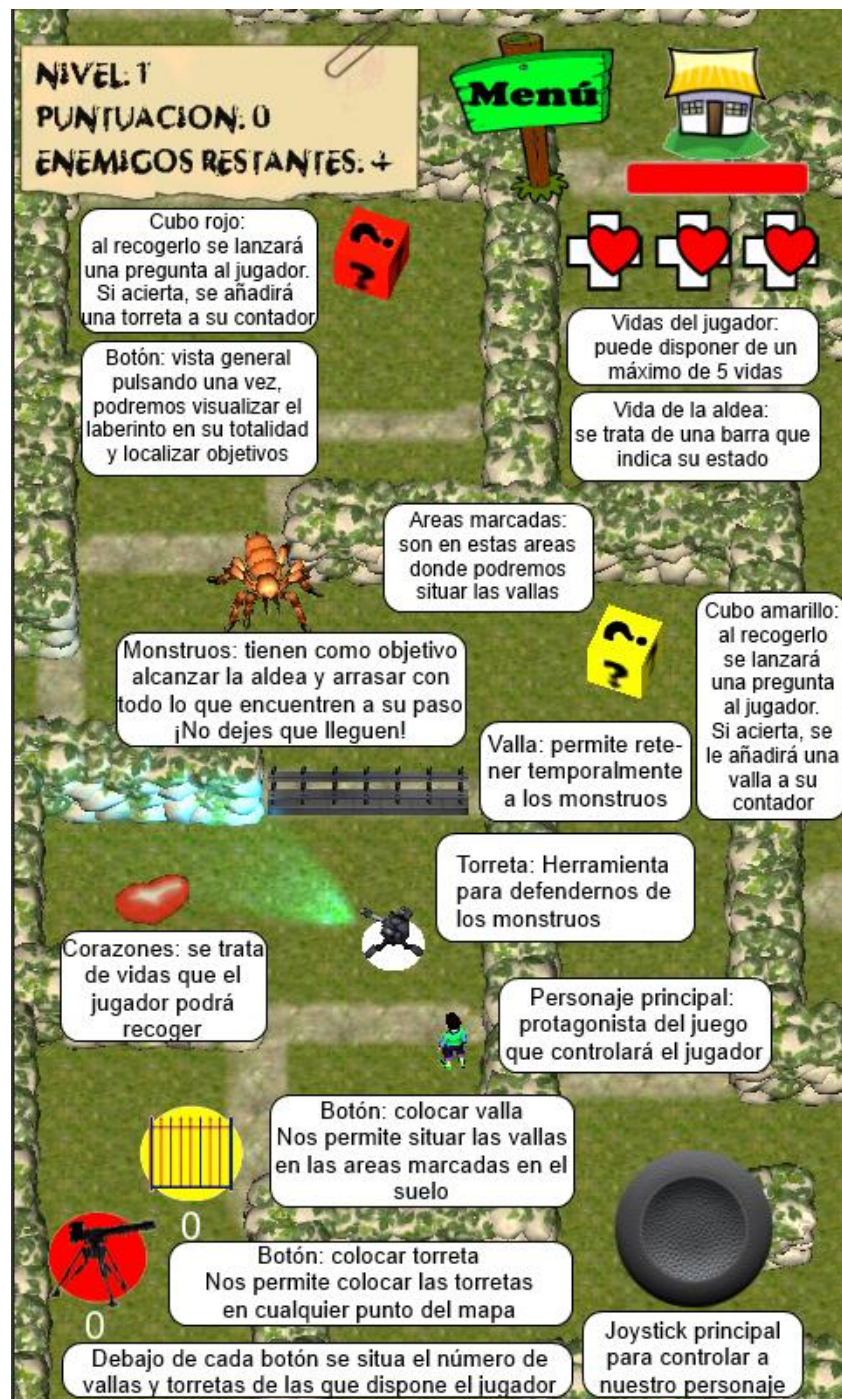 NIVEL: 1
PUNTUACION: 0
ENEMIGOS RESTANTES: 4
Menú
Cubo rojo:
al recogerlo se lanzará
una pregunta al jugador.
Si acierta, se añadirá
una torreta a su contador
Vidas del jugador:
puede disponer de un
máximo de 5 vidas
Botón: vista general
pulsando una vez,
podremos visualizar el
laberinto en su totalidad
y localizar objetivos
Vida de la aldea:
se trata de una barra que
indica su estado
Areas marcadas:
son en estas areas
donde podremos
situar las vallas
Cubo amarillo:
al recogerlo
se lanzará
una pregunta
al jugador.
Si acierta, se
le añadirá una
valla a su
contador
Monstruos: tienen como objetivo
alcanzar la aldea y arrasar con
todo lo que encuentren a su paso
¡No dejes que lleguen!
Valla: permite rete-
ner temporalmente
a los monstruos
Torreta: Herramienta
para defendernos de
los monstruos
Corazones: se trata
de vidas que el
jugador podrá
recoger
Personaje principal:
protagonista del juego
que controlará el jugador
Botón: colocar valla
Nos permite situar las vallas
en las areas marcadas en el
suelo
0
Botón: colocar torreta
Nos permite colocar las torretas
en cualquier punto del mapa
0
Joystick principal
para controlar a
nuestro personaje
Debajo de cada botón se situa el número de
vallas y torretas de las que dispone el jugador
? ?
? ?